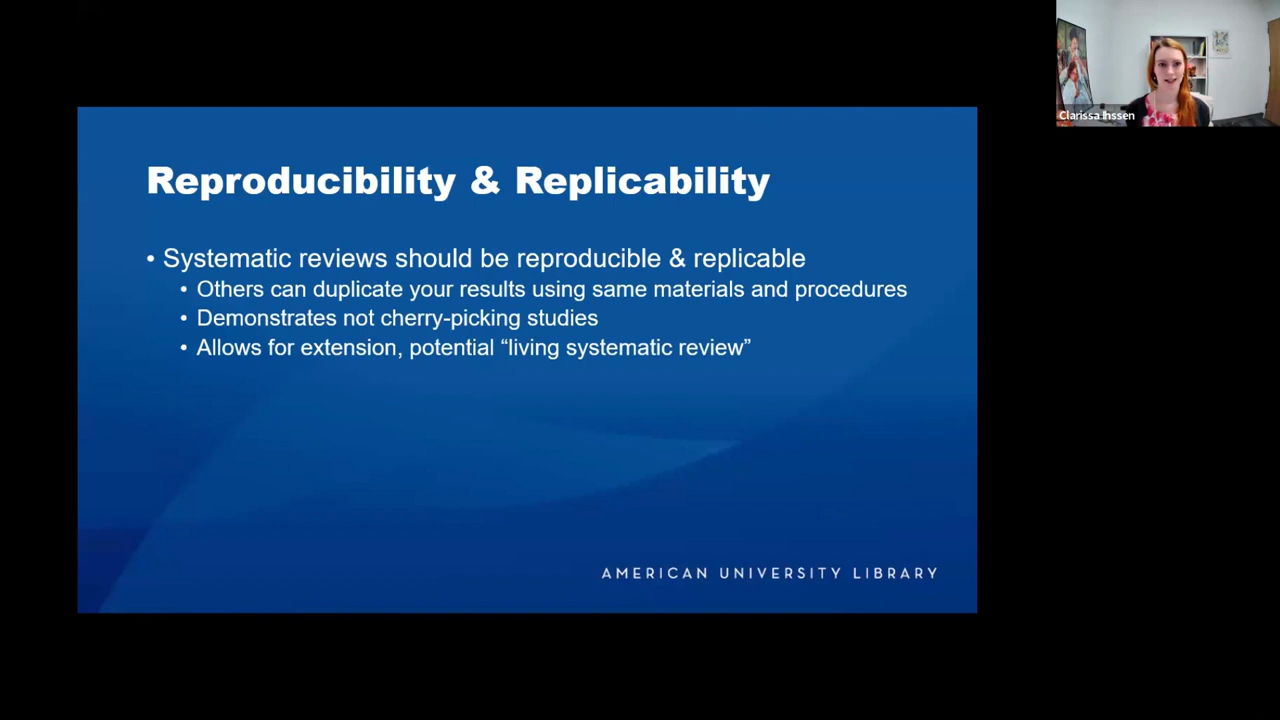 Clarissa Ihssen
Reproducibility & Replicability
• Systematic reviews should be reproducible & replicable
• Others can duplicate your results using same materials and procedures
• Demonstrates not cherry-picking studies
• Allows for extension, potential “living systematic review”
AMERICAN UNIVERSITY LIBRARY